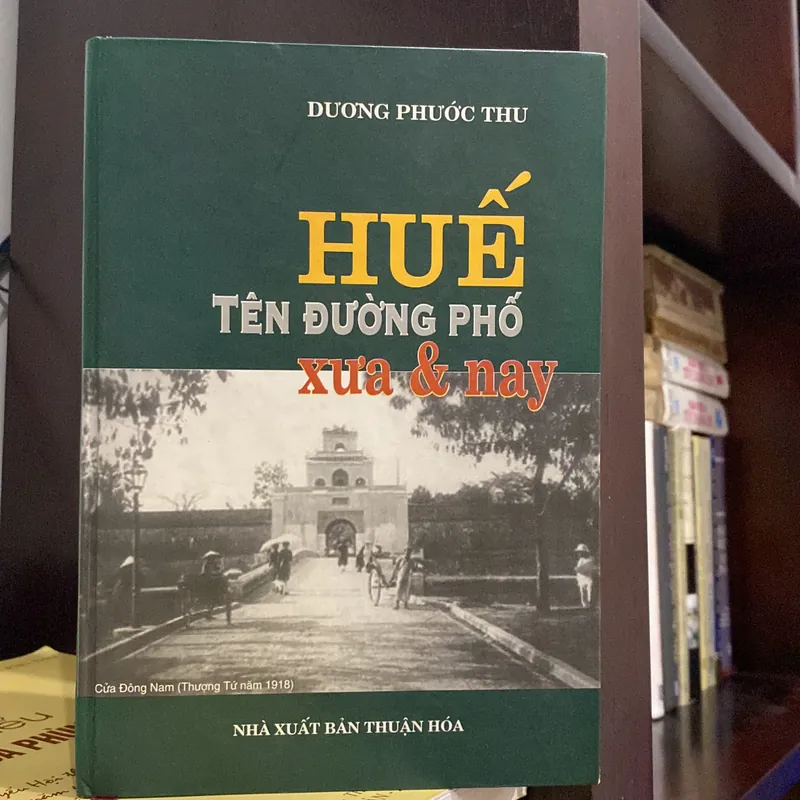 DƯƠNG PHƯỚC THU
HUẾ
TÊN ĐƯỜNG PHỐ
xưa & nay
Cửa Đông Nam (Thượng Tứ năm 1918)
NHÀ XUẤT BẢN THUẬN HÓA